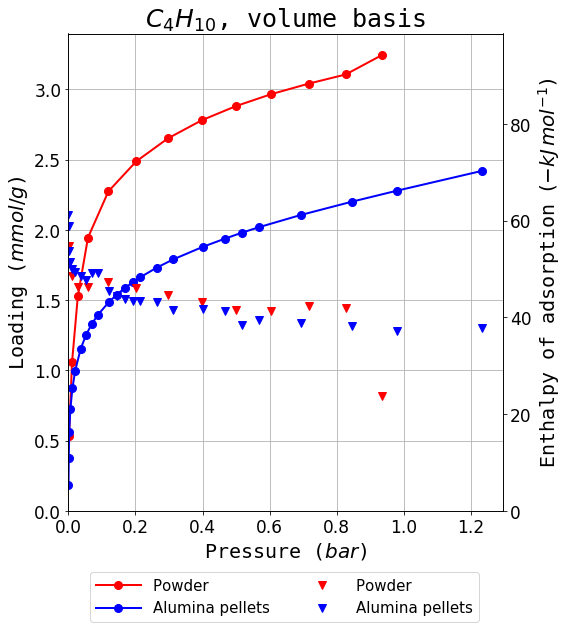 C₄H₁₀, volume basis
Loading (mmol/g)
3.0
2.5
2.0
1.5
1.0
0.5
0.0
80
60
40
20
0
Enthalpy of adsorption (−kJ mol⁻¹)
0.0 0.2 0.4 0.6 0.8 1.0 1.2
Pressure (bar)
Powder Powder
Alumina pellets Alumina pellets